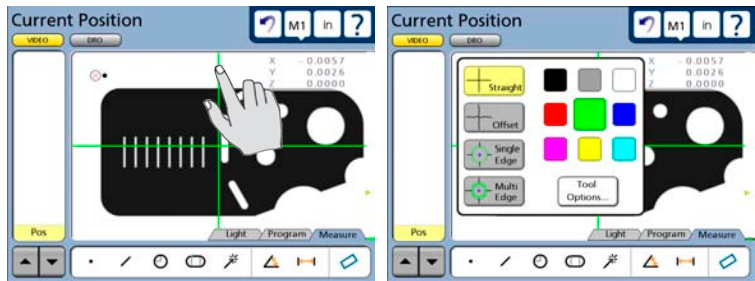 Current Position
M1 in ?
VIDEO DRO
X - 0.0057
Y 0.0026
Z 0.0000
Pos
Light Program Measure
Current Position
M1 in ?
VIDEO DRO
X - 0.0057
Y 0.0026
Z 0.0000
Straight
Offset
Single
Edge
Multi
Edge
Tool
Options...
Pos
Light Program Measure